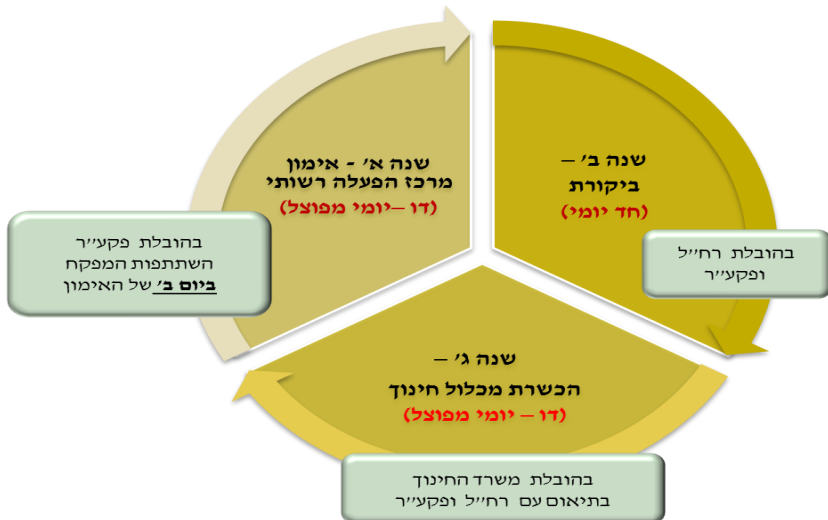 שנה א' - אימון
מרכז הפעלה רשותי
(דו –יומי מפוצל)
בהובלת פקע״ר
השתתפות המפקח
ביום ב' של האימון
שנה ב' –
ביקורת
(חד יומי)
בהובלת רח״ל
ופקע״ר
שנה ג' –
הכשרת מכלול חינוך
(דו – יומי מפוצל)
בהובלת משרד החינוך
בתיאום עם רח״ל ופקע״ר